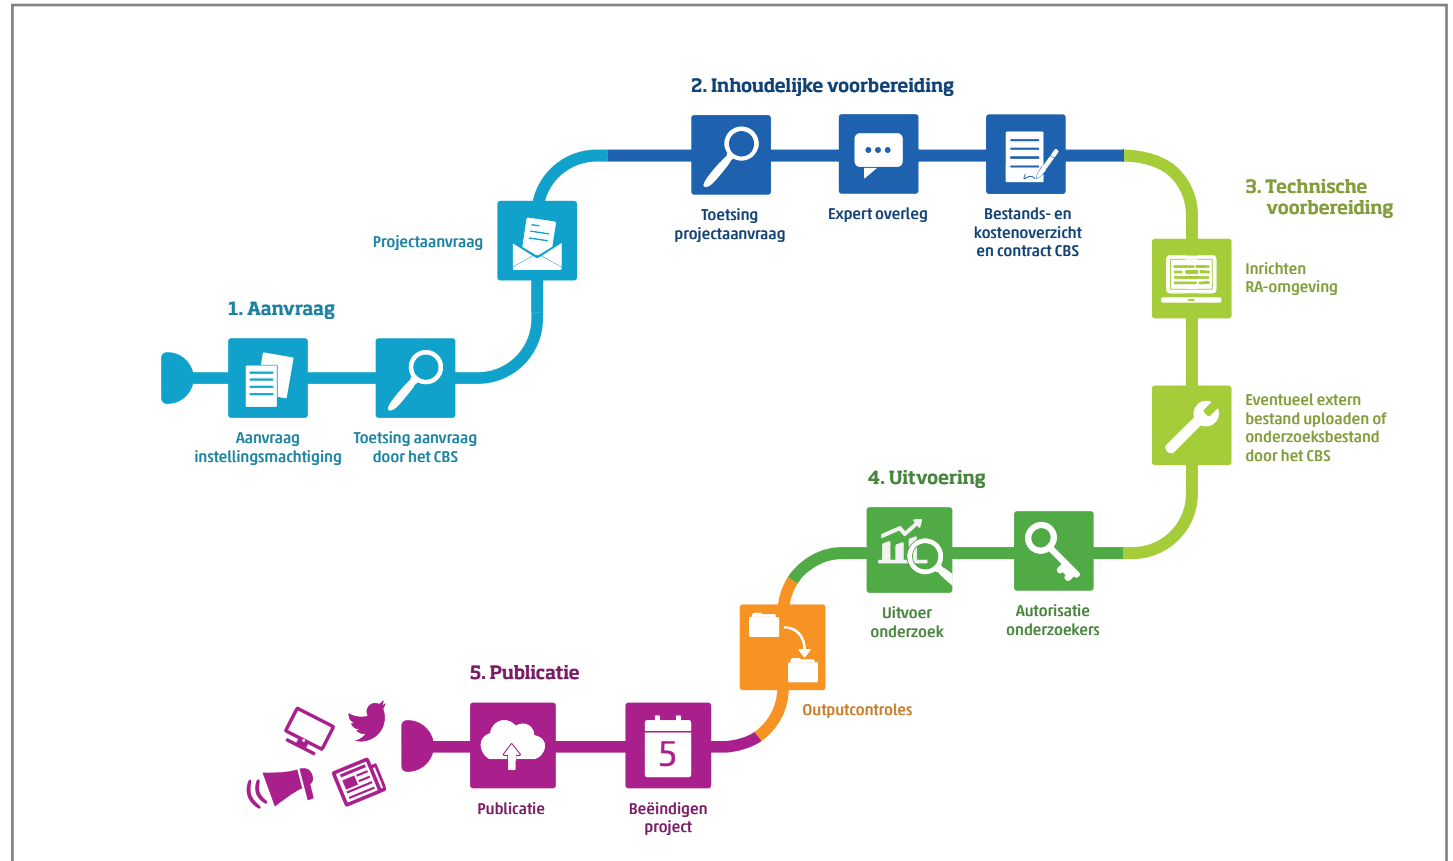 1. Aanvraag
Aanvraag
instellingsmachtiging
Toetsing aanvraag
door het CBS
Projectaanvraag
2. Inhoudelijke voorbereiding
Toetsing
projectaanvraag
Expert overleg
Bestands- en
kostenoverzicht
en contract CBS
3. Technische
voorbereiding
Inrichten
RA-omgeving
Eventueel extern
bestand uploaden of
onderzoeksbestand
door het CBS
4. Uitvoering
Autorisatie
onderzoekers
Uitvoer
onderzoek
Outputcontroles
5. Publicatie
5
Beëindigen
project
Publicatie